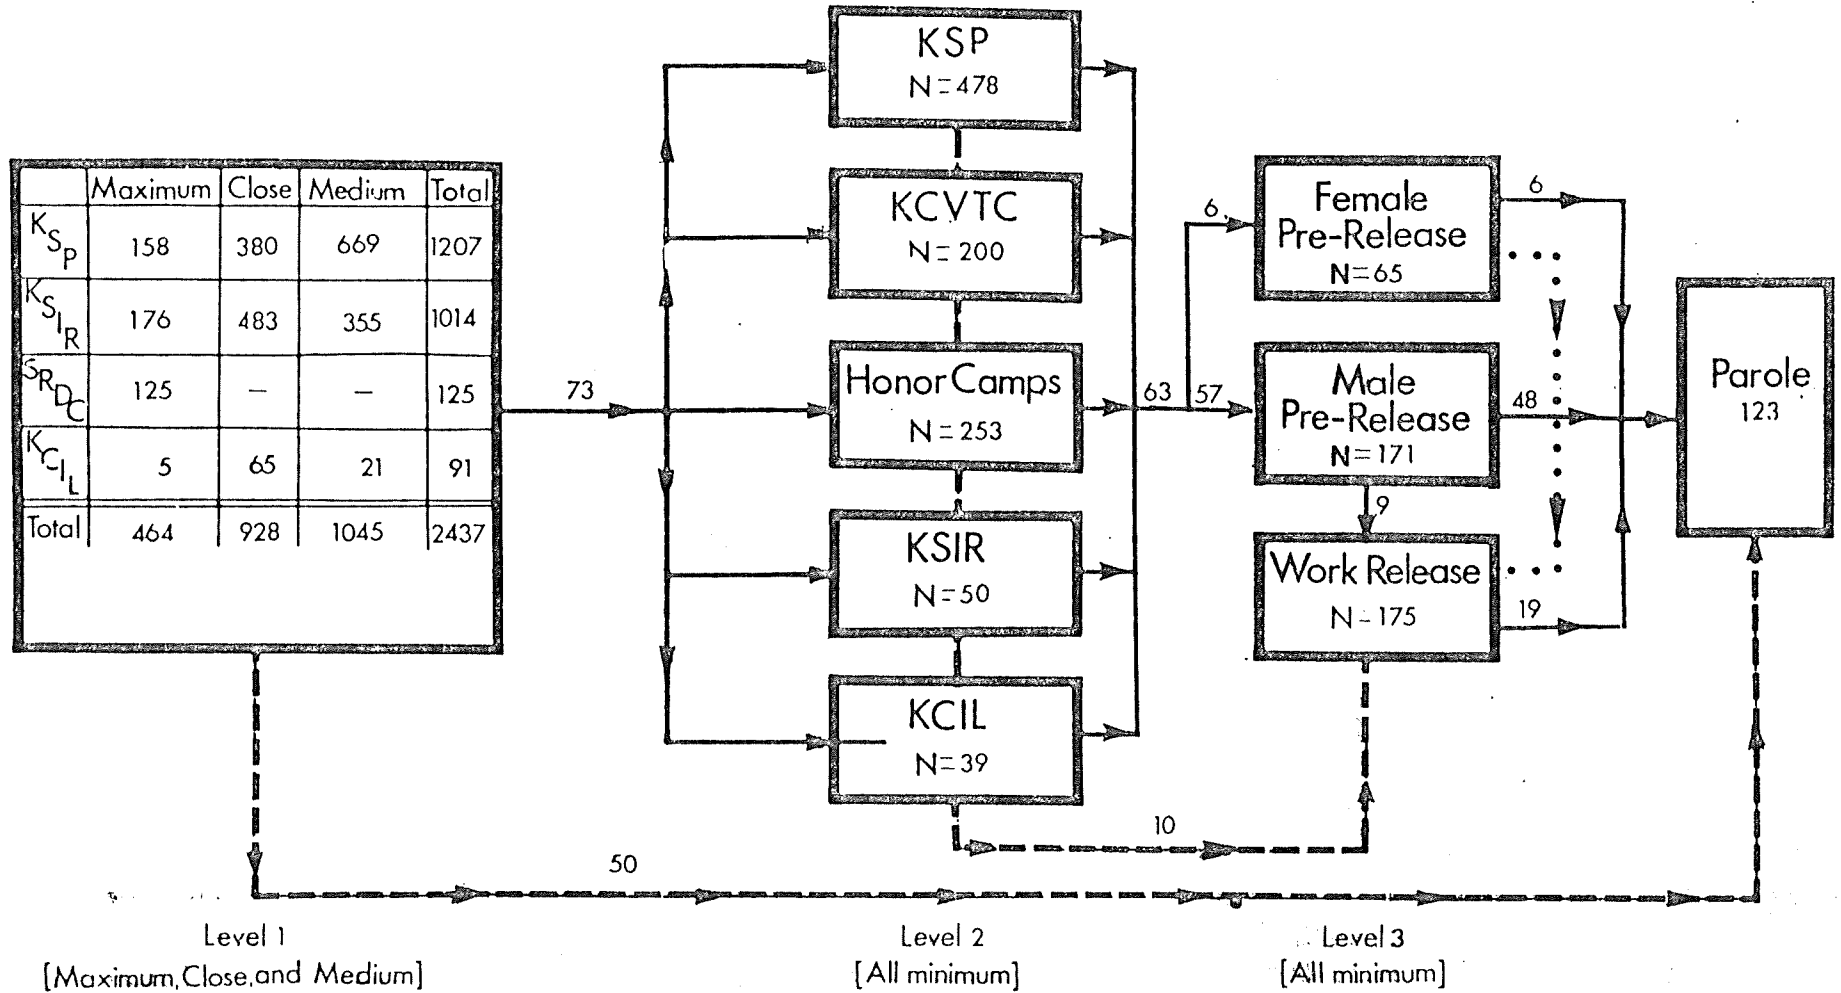 Maximum Close Medium Total
KSP 158 380 669 1207
KSIR 176 483 355 1014
SRDC 125 – – 125
KCIL 5 65 21 91
Total 464 928 1045 2437
73
KSP
N=478
KCVTC
N=200
Honor Camps
N=253
KSIR
N=50
KCIL
N=39
63
57
6
Female
Pre-Release
N=65
6
Male
Pre-Release
N=171
48
9
Work Release
N=175
19
Parole
123
10
50
Level 1
[Maximum,Close,and Medium]
Level 2
[All minimum]
Level 3
[All minimum]